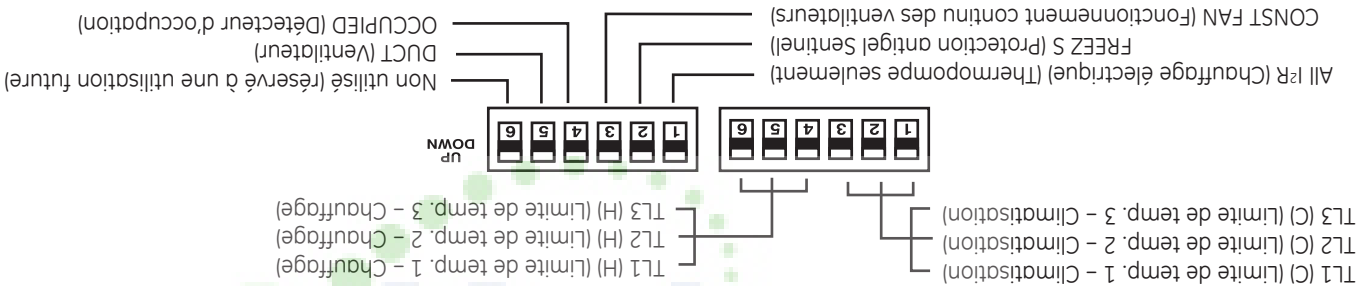 TL1 (C) (Limite de temp. 1 – Climatisation)
TL2 (C) (Limite de temp. 2 – Climatisation)
TL3 (C) (Limite de temp. 3 – Climatisation)
TL1 (H) (Limite de temp. 1 – Chauffage)
TL2 (H) (Limite de temp. 2 – Chauffage)
TL3 (H) (Limite de temp. 3 – Chauffage)
1 2 3 4 5 6
1 2 3 4 5 6
UP
DOWN
All I²R (Chauffage électrique) (Thermopompe seulement)
FREEZ S (Protection antigel Sentinel)
CONST FAN (Fonctionnement continu des ventilateurs)
Non utilisé (réservé à une utilisation future)
DUCT (Ventilateur)
OCCUPIED (Détecteur d'occupation)